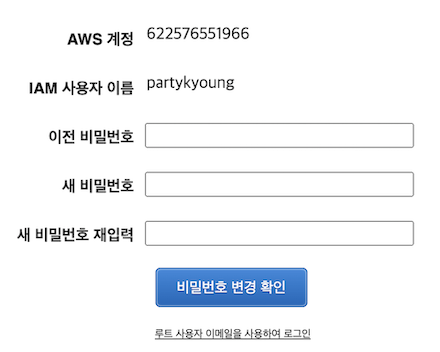 AWS 계정 622576551966
IAM 사용자 이름 partykyoung
이전 비밀번호
새 비밀번호
새 비밀번호 재입력
비밀번호 변경 확인
루트 사용자 이메일을 사용하여 로그인